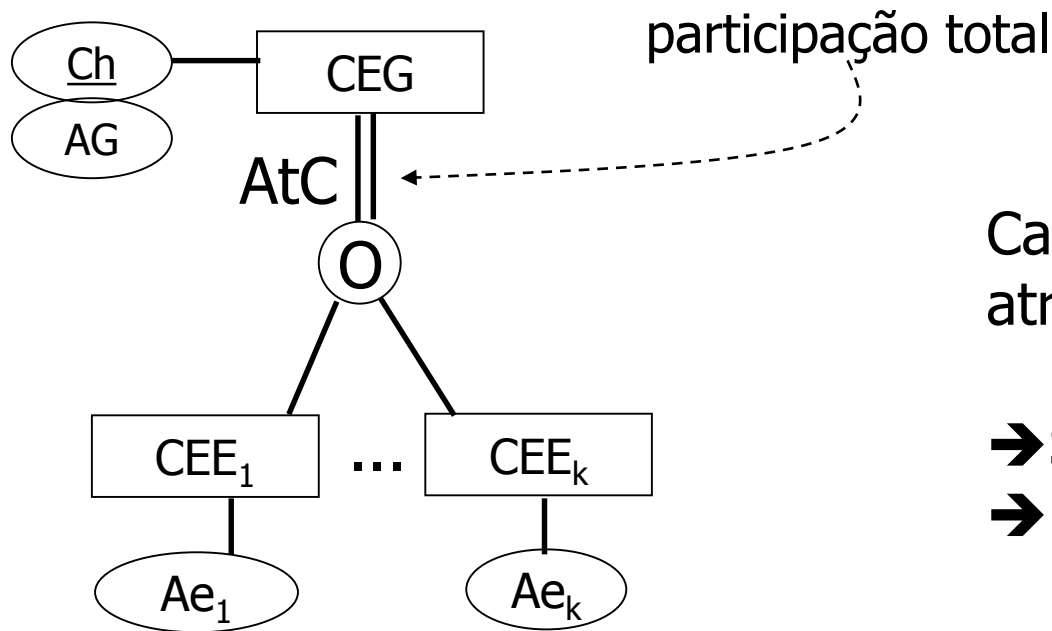 participação total
Ch
CEG
AG
AtC
O
Ca
atr
CEE₁ ... CEEₖ
➔
➔
Ae₁ Aeₖ